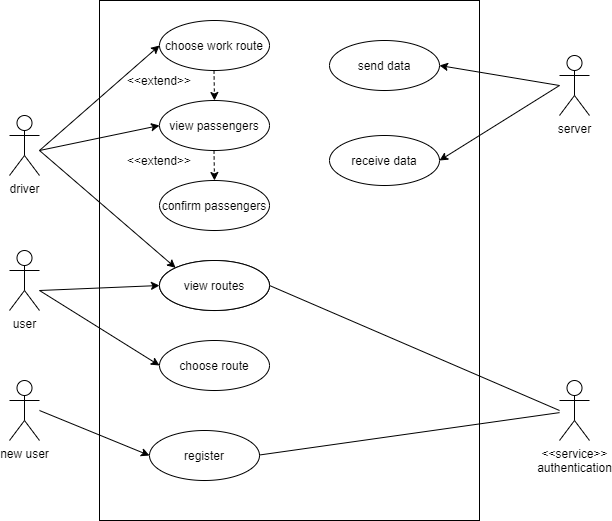 choose work route
send data
<<extend>>
view passengers
server
<<extend>>
receive data
driver
confirm passengers
view routes
user
choose route
new user
register
<<service>>
authentication